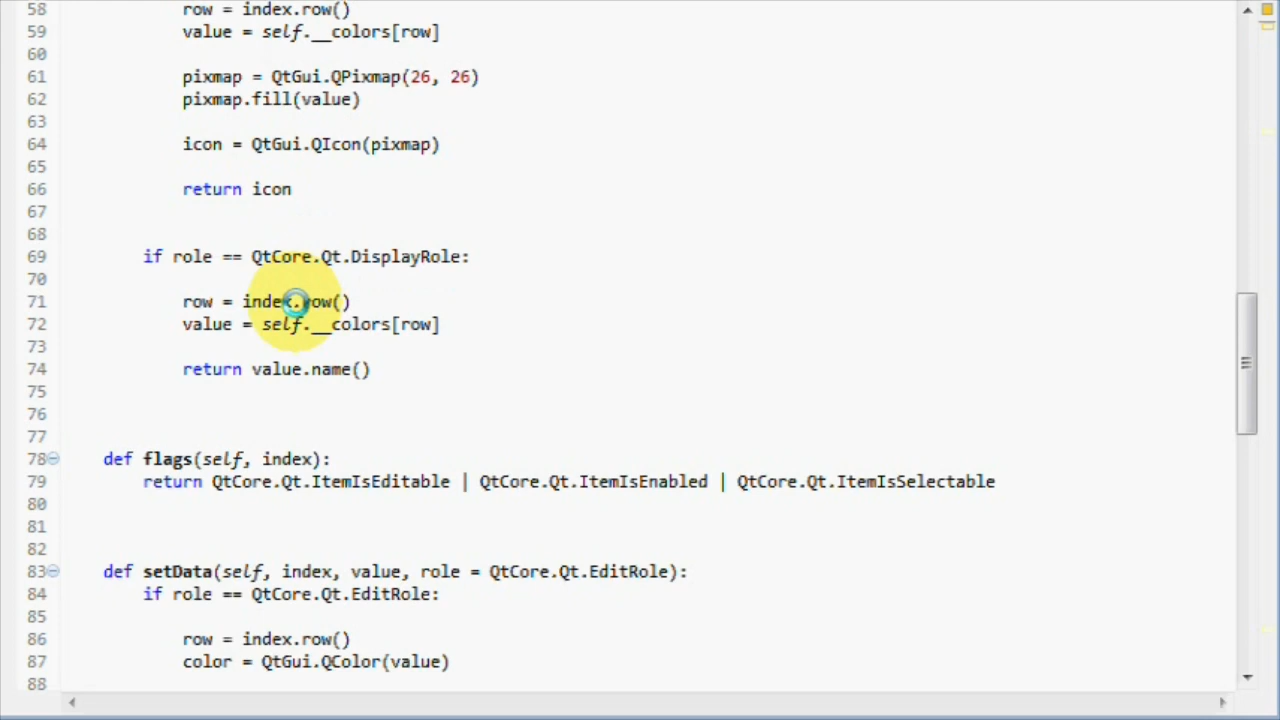 58 row = index.row()
59 value = self.__colors[row]
60
61 pixmap = QtGui.QPixmap(26, 26)
62 pixmap.fill(value)
63
64 icon = QtGui.QIcon(pixmap)
65
66 return icon
67
68
69 if role == QtCore.Qt.DisplayRole:
70
71 row = index.row()
72 value = self.__colors[row]
73
74 return value.name()
75
76
77
78 def flags(self, index):
79 return QtCore.Qt.ItemIsEditable | QtCore.Qt.ItemIsEnabled | QtCore.Qt.ItemIsSelectable
80
81
82
83 def setData(self, index, value, role = QtCore.Qt.EditRole):
84 if role == QtCore.Qt.EditRole:
85
86 row = index.row()
87 color = QtGui.QColor(value)
88